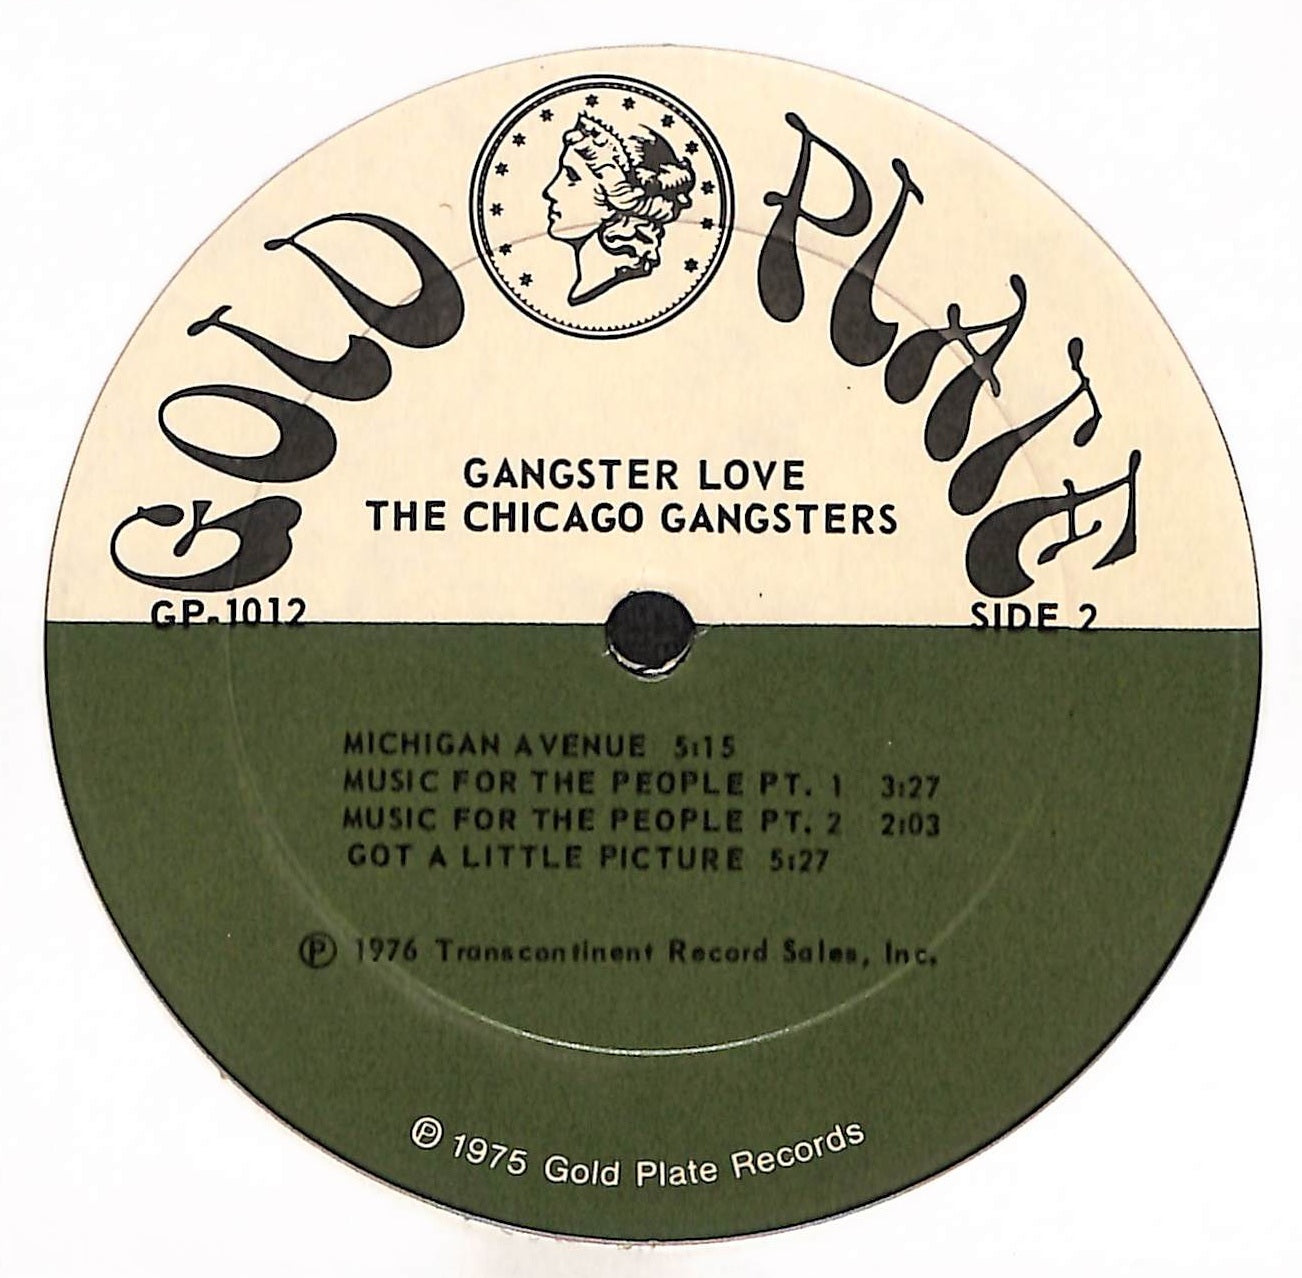 GOLD PLATE
GANGSTER LOVE
THE CHICAGO GANGSTERS
GP-1012 SIDE 2
MICHIGAN AVENUE 5:15
MUSIC FOR THE PEOPLE PT. 1 3:27
MUSIC FOR THE PEOPLE PT. 2 2:03
GOT A LITTLE PICTURE 5:27
℗ 1976 Transcontinent Record Sales, Inc.
℗ 1975 Gold Plate Records